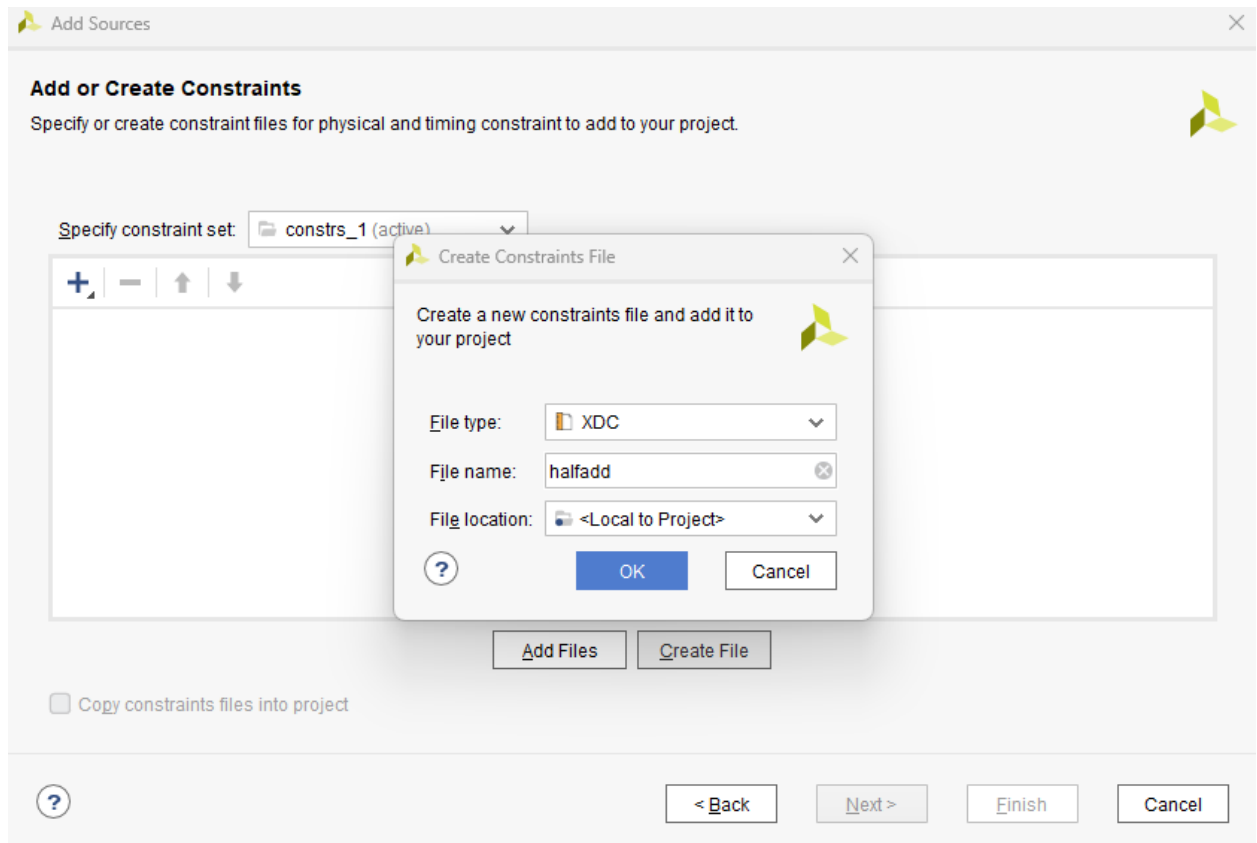 Add Sources
Add or Create Constraints
Specify or create constraint files for physical and timing constraint to add to your project.
Specify constraint set: constrs_1 (active)
Create Constraints File
Create a new constraints file and add it to
your project
File type: XDC
File name: halfadd
File location: <Local to Project>
? OK Cancel
Add Files Create File
Copy constraints files into project
? < Back Next > Finish Cancel